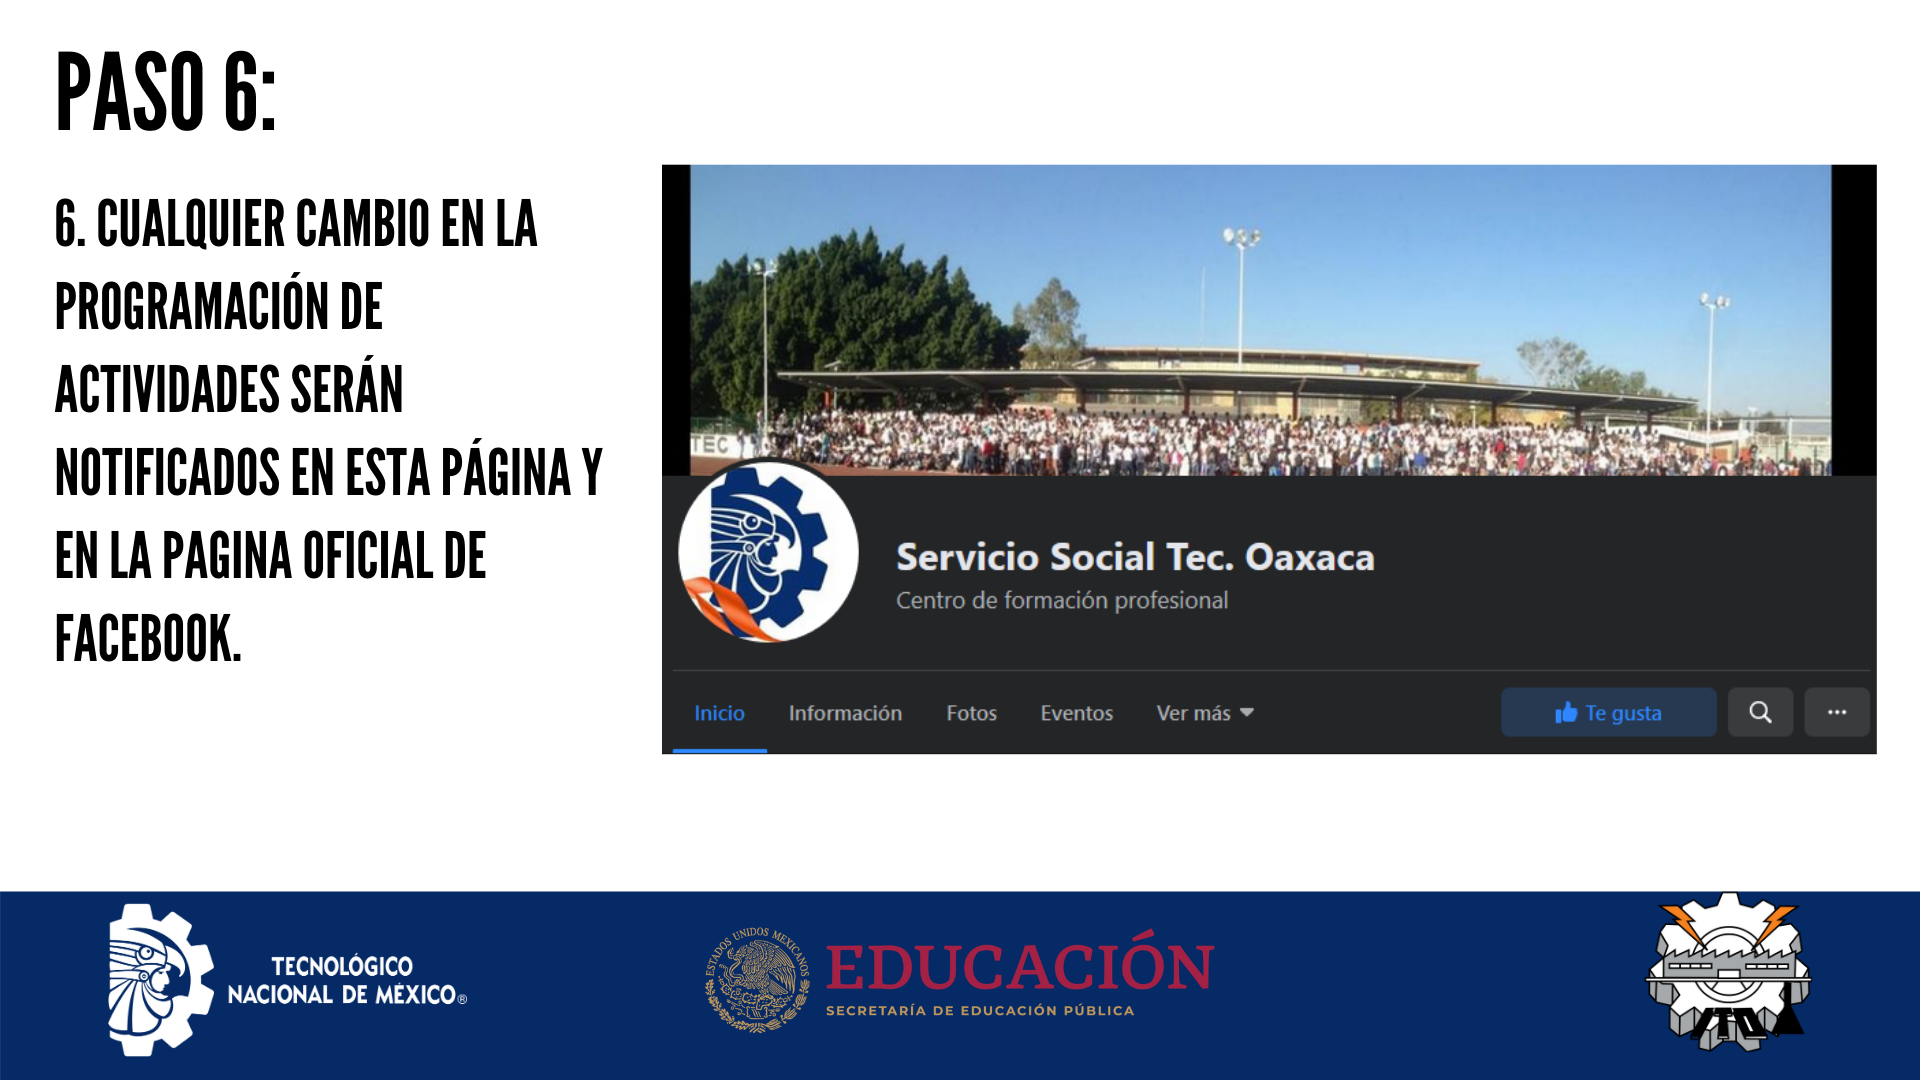 PASO 6:
6. CUALQUIER CAMBIO EN LA
PROGRAMACIÓN DE
ACTIVIDADES SERÁN
NOTIFICADOS EN ESTA PÁGINA Y
EN LA PAGINA OFICIAL DE
FACEBOOK.
TEC
Servicio Social Tec. Oaxaca
Centro de formación profesional
Inicio Información Fotos Eventos Ver más Te gusta
TECNOLÓGICO
NACIONAL DE MÉXICO®
ESTADOS UNIDOS MEXICANOS
EDUCACIÓN
SECRETARÍA DE EDUCACIÓN PÚBLICA
ITO